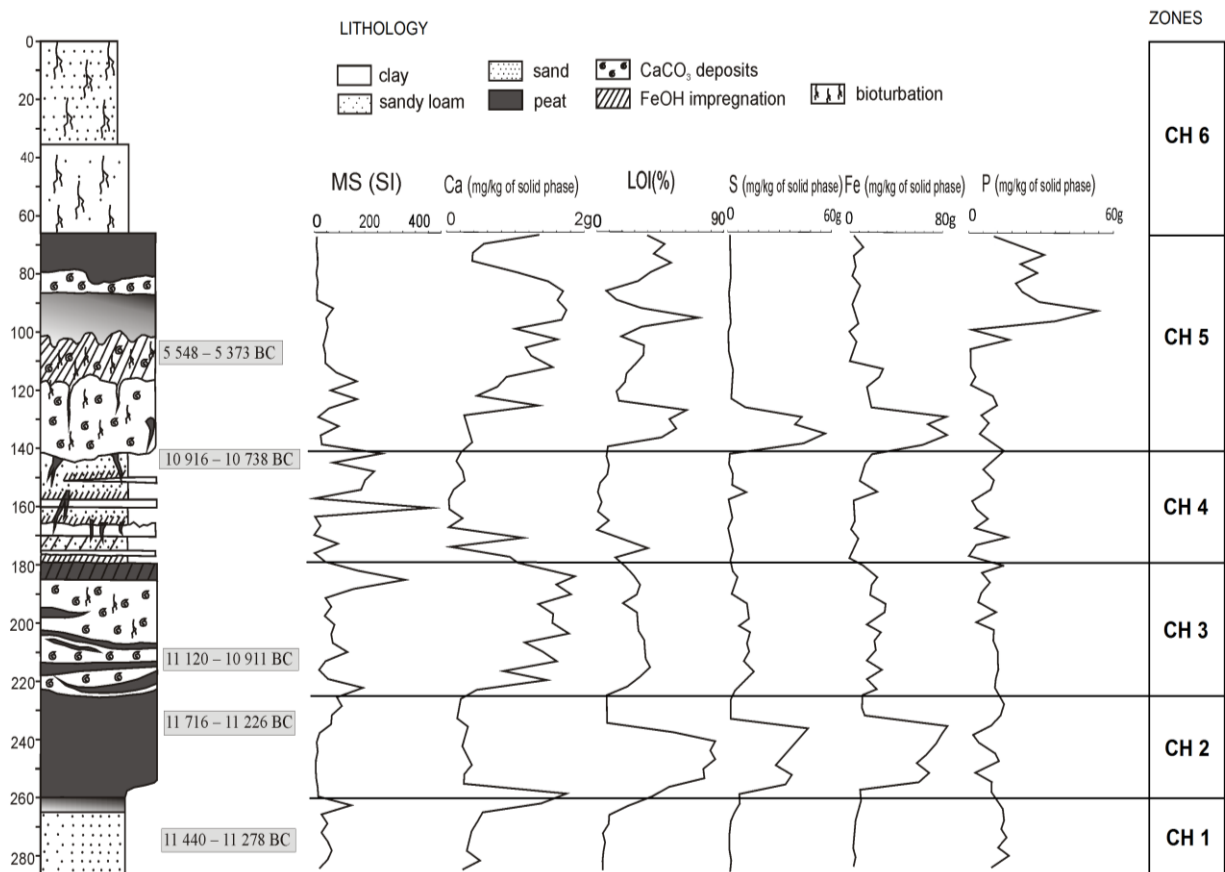 ZONES
LITHOLOGY
clay
sand
CaCO₃ deposits
sandy loam
peat
FeOH impregnation
bioturbation
MS (SI)
Ca (mg/kg of solid phase)
LOI(%)
S (mg/kg of solid phase)
Fe (mg/kg of solid phase)
P (mg/kg of solid phase)
0 200 400
0 2g
0 90
0 60g
0 80g
0 60g
0
20
40
60
80
100
120
140
160
180
200
220
240
260
280
5 548 – 5 373 BC
10 916 – 10 738 BC
11 120 – 10 911 BC
11 716 – 11 226 BC
11 440 – 11 278 BC
CH 6
CH 5
CH 4
CH 3
CH 2
CH 1